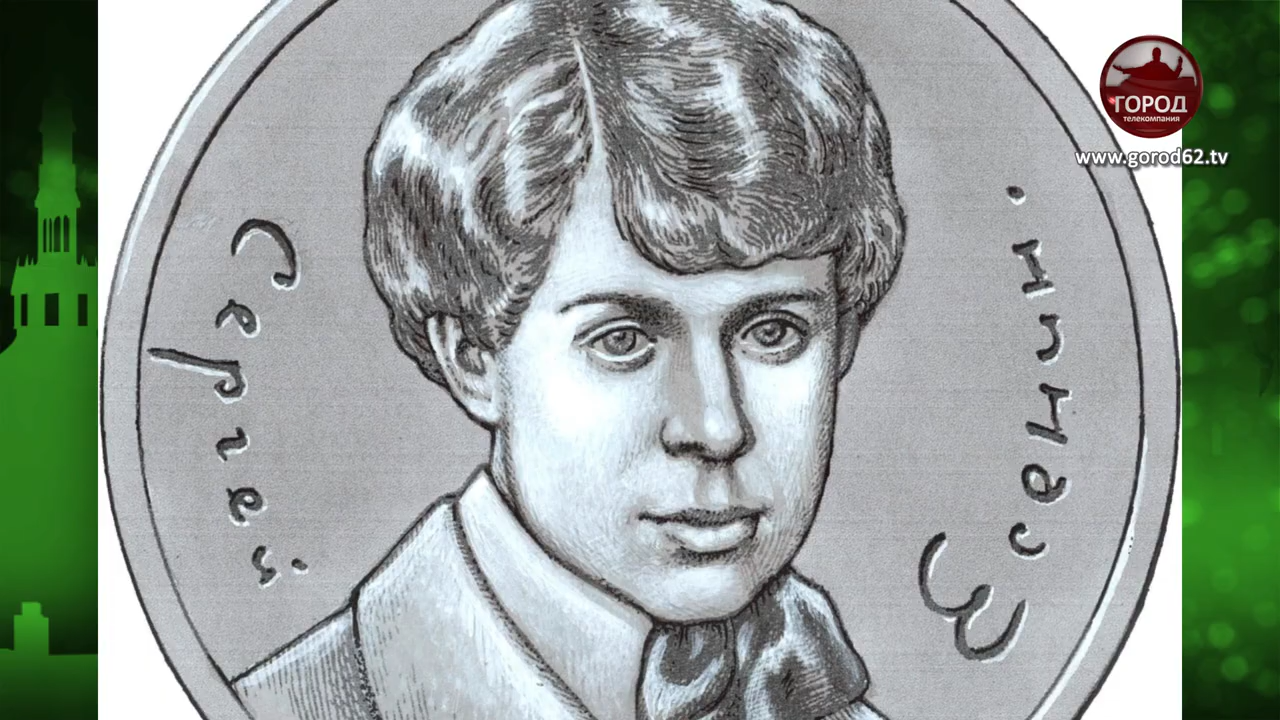 ГОРОД
телекомпания
www.gorod62.tv
Сергей
Есенин.